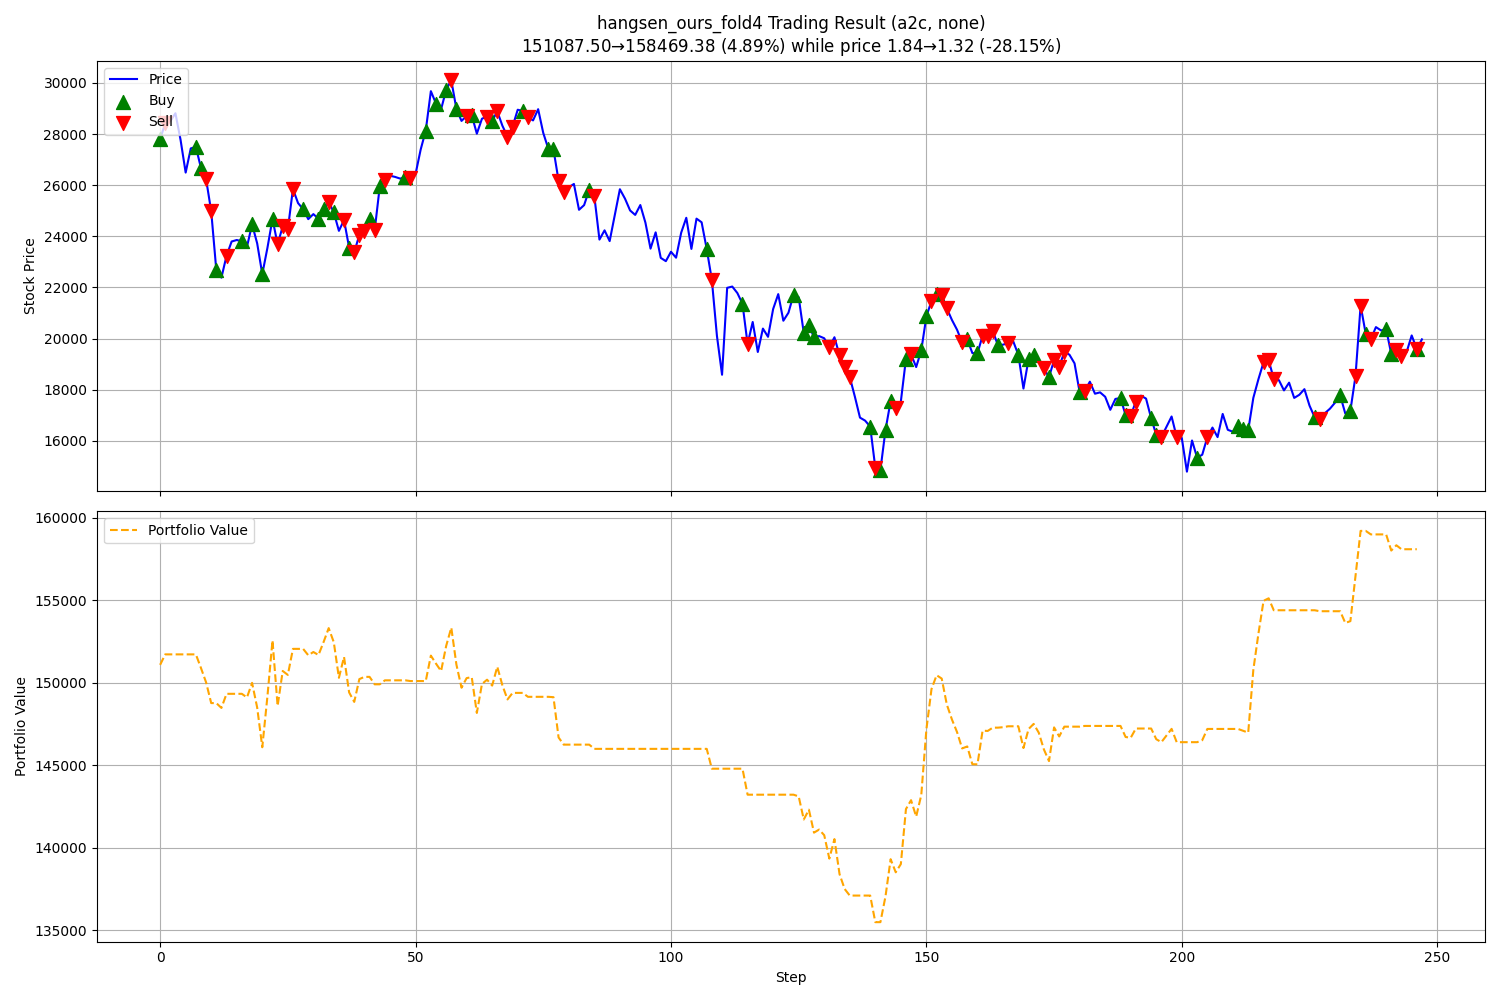 hangsen_ours_fold4 Trading Result (a2c, none)
151087.50→158469.38 (4.89%) while price 1.84→1.32 (-28.15%)
Price
Buy
Sell
Stock Price
30000
28000
26000
24000
22000
20000
18000
16000
Portfolio Value
Portfolio Value
160000
155000
150000
145000
140000
135000
0
50
100
150
200
250
Step